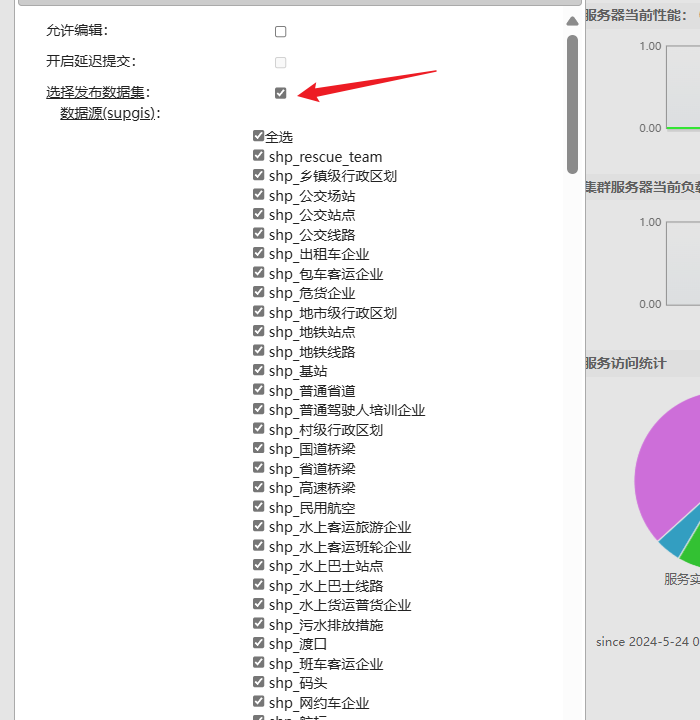 允许编辑:
开启延迟提交:
选择发布数据集:
数据源(supgis):
全选
shp_rescue_team
shp_乡镇级行政区划
shp_公交场站
shp_公交站点
shp_公交线路
shp_出租车企业
shp_包车客运企业
shp_危货企业
shp_地市级行政区划
shp_地铁站点
shp_地铁线路
shp_基站
shp_普通省道
shp_普通驾驶人培训企业
shp_村级行政区划
shp_国道桥梁
shp_省道桥梁
shp_高速桥梁
shp_民用航空
shp_水上客运旅游企业
shp_水上客运班轮企业
shp_水上巴士站点
shp_水上巴士线路
shp_水上货运普货企业
shp_污水排放措施
shp_渡口
shp_班车客运企业
shp_码头
shp_网约车企业
服务器当前性能:
1.00
0.00
集群服务器当前负载
1.00
0.00
服务访问统计
服务实
since 2024-5-24 0